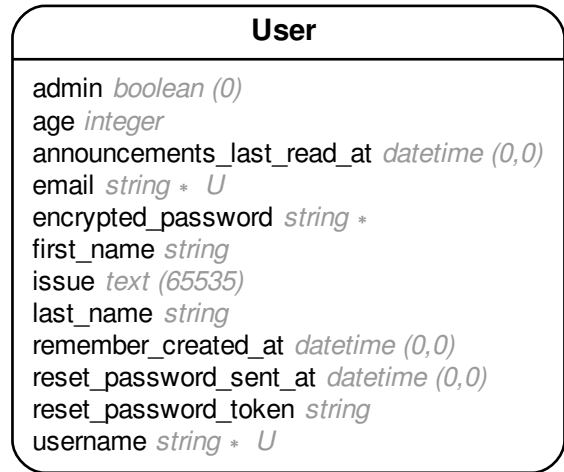 User
admin boolean (0)
age integer
announcements_last_read_at datetime (0,0)
email string * U
encrypted_password string *
first_name string
issue text (65535)
last_name string
remember_created_at datetime (0,0)
reset_password_sent_at datetime (0,0)
reset_password_token string
username string * U